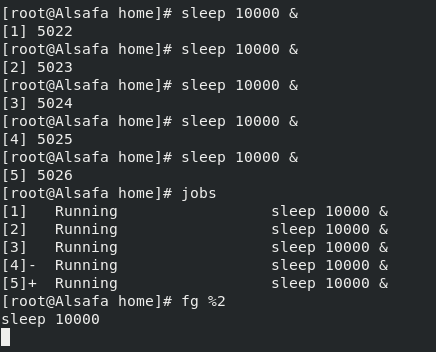 [root@Alsafa home]# sleep 10000 &
[1] 5022
[root@Alsafa home]# sleep 10000 &
[2] 5023
[root@Alsafa home]# sleep 10000 &
[3] 5024
[root@Alsafa home]# sleep 10000 &
[4] 5025
[root@Alsafa home]# sleep 10000 &
[5] 5026
[root@Alsafa home]# jobs
[1]   Running                 sleep 10000 &
[2]   Running                 sleep 10000 &
[3]   Running                 sleep 10000 &
[4]-  Running                 sleep 10000 &
[5]+  Running                 sleep 10000 &
[root@Alsafa home]# fg %2
sleep 10000